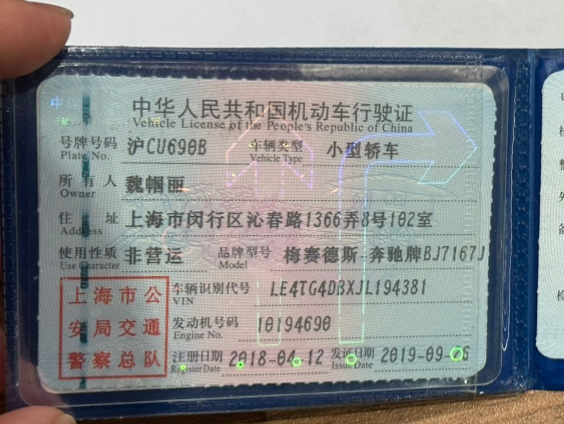 中华人民共和国机动车行驶证
Vehicle License of the People's Republic of China
号牌号码 沪CU690B 车辆类型 小型轿车
Plate No. Vehicle Type
所有人 魏帼丽
Owner
住址 上海市闵行区沁春路1366弄8号102室
Address
使用性质 非营运 品牌型号 梅赛德斯-奔驰牌BJ7167J
Use Character Model
上海市公
安局交通
警察总队
车辆识别代号 LE4TG4DBXJL194381
VIN
发动机号码 10194690
Engine No.
注册日期 2018-04-12 发证日期 2019-09-
Register Date Issue Date